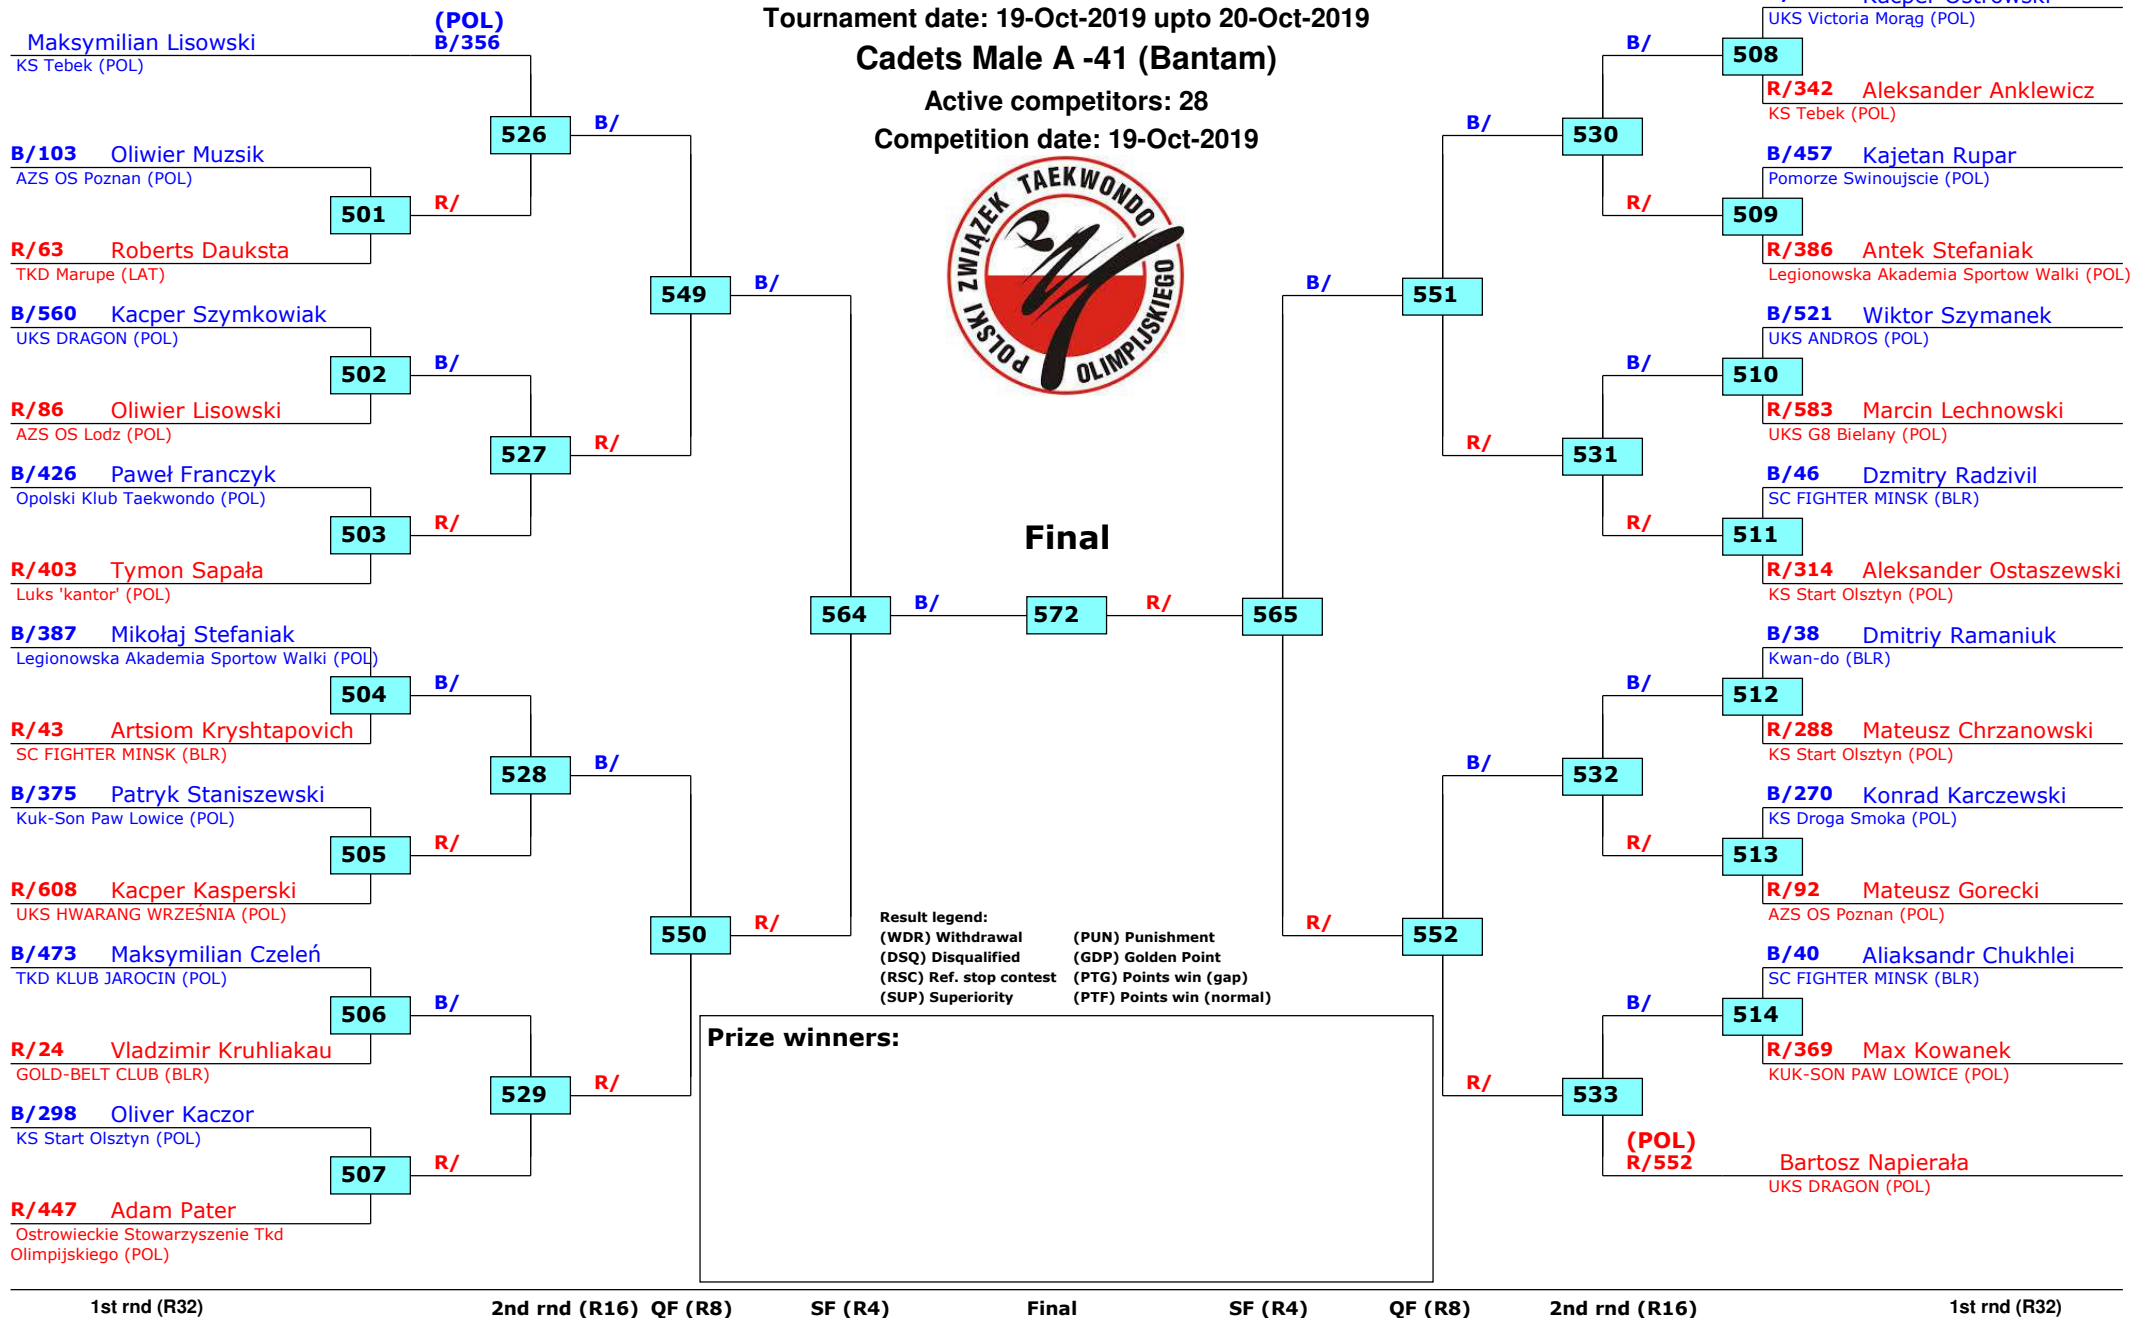 Tournament date: 19-Oct-2019 upto 20-Oct-2019
Cadets Male A -41 (Bantam)
Active competitors: 28
Competition date: 19-Oct-2019
POLSKI ZWIĄZEK TAEKWONDO OLIMPIJSKIEGO
(POL)
Maksymilian Lisowski B/356
KS Tebek (POL)
526 B/
B/103 Oliwier Muzsik
AZS OS Poznan (POL)
501 R/
R/63 Roberts Dauksta
TKD Marupe (LAT)
549 B/
B/560 Kacper Szymkowiak
UKS DRAGON (POL)
502 B/
R/86 Oliwier Lisowski
AZS OS Lodz (POL)
527 R/
B/426 Paweł Franczyk
Opolski Klub Taekwondo (POL)
503 R/
R/403 Tymon Sapała
Luks 'kantor' (POL)
564 B/
B/387 Mikołaj Stefaniak
Legionowska Akademia Sportow Walki (POL)
504 B/
R/43 Artsiom Kryshtapovich
SC FIGHTER MINSK (BLR)
528 B/
B/375 Patryk Staniszewski
Kuk-Son Paw Lowice (POL)
505 R/
R/608 Kacper Kasperski
UKS HWARANG WRZEŚNIA (POL)
550 R/
B/473 Maksymilian Czeleń
TKD KLUB JAROCIN (POL)
506 B/
R/24 Vladzimir Kruhliakau
GOLD-BELT CLUB (BLR)
529 R/
B/298 Oliver Kaczor
KS Start Olsztyn (POL)
507 R/
R/447 Adam Pater
Ostrowieckie Stowarzyszenie Tkd
Olimpijskiego (POL)
Final
572
Result legend:
(WDR) Withdrawal (PUN) Punishment
(DSQ) Disqualified (GDP) Golden Point
(RSC) Ref. stop contest (PTG) Points win (gap)
(SUP) Superiority (PTF) Points win (normal)
Prize winners:
Kacper Ostrowski
UKS Victoria Morąg (POL)
B/ 508
R/342 Aleksander Anklewicz
KS Tebek (POL)
B/ 530
B/457 Kajetan Rupar
Pomorze Swinoujscie (POL)
R/ 509
R/386 Antek Stefaniak
Legionowska Akademia Sportow Walki (POL)
B/ 551
B/521 Wiktor Szymanek
UKS ANDROS (POL)
B/ 510
R/583 Marcin Lechnowski
UKS G8 Bielany (POL)
R/ 531
B/46 Dzmitry Radzivil
SC FIGHTER MINSK (BLR)
R/ 511
R/314 Aleksander Ostaszewski
KS Start Olsztyn (POL)
R/ 565
B/38 Dmitriy Ramaniuk
Kwan-do (BLR)
B/ 512
R/288 Mateusz Chrzanowski
KS Start Olsztyn (POL)
B/ 532
B/270 Konrad Karczewski
KS Droga Smoka (POL)
R/ 513
R/92 Mateusz Gorecki
AZS OS Poznan (POL)
R/ 552
B/40 Aliaksandr Chukhlei
SC FIGHTER MINSK (BLR)
B/ 514
R/369 Max Kowanek
KUK-SON PAW LOWICE (POL)
R/ 533
(POL)
R/552 Bartosz Napierała
UKS DRAGON (POL)
1st rnd (R32) 2nd rnd (R16) QF (R8) SF (R4) Final SF (R4) QF (R8) 2nd rnd (R16) 1st rnd (R32)